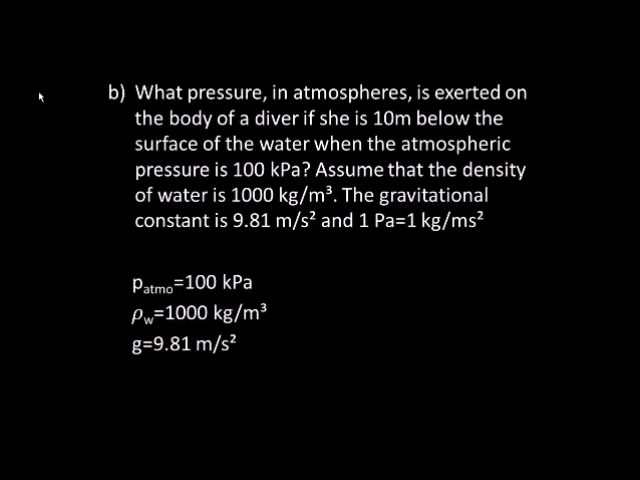 b) What pressure, in atmospheres, is exerted on
the body of a diver if she is 10m below the
surface of the water when the atmospheric
pressure is 100 kPa? Assume that the density
of water is 1000 kg/m³. The gravitational
constant is 9.81 m/s² and 1 Pa=1 kg/ms²
pₐₜₘₒ=100 kPa
ρw=1000 kg/m³
g=9.81 m/s²